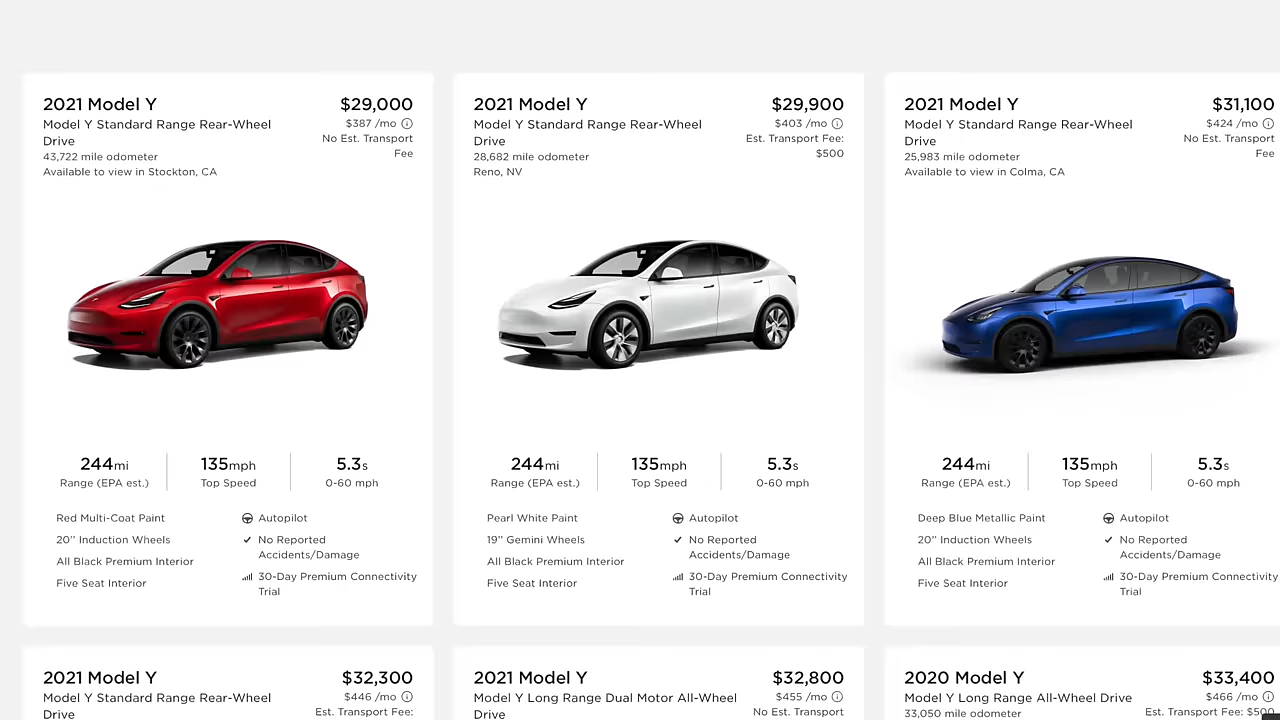 2021 Model Y
$29,000
Model Y Standard Range Rear-Wheel
Drive
$387 /mo
No Est. Transport
Fee
43,722 mile odometer
Available to view in Stockton, CA
244mi
Range (EPA est.)
135mph
Top Speed
5.3s
0-60 mph
Red Multi-Coat Paint
20’’ Induction Wheels
All Black Premium Interior
Five Seat Interior
Autopilot
No Reported
Accidents/Damage
30-Day Premium Connectivity
Trial
2021 Model Y
$29,900
Model Y Standard Range Rear-Wheel
Drive
$403 /mo
Est. Transport Fee:
$500
28,682 mile odometer
Reno, NV
244mi
Range (EPA est.)
135mph
Top Speed
5.3s
0-60 mph
Pearl White Paint
19’’ Gemini Wheels
All Black Premium Interior
Five Seat Interior
Autopilot
No Reported
Accidents/Damage
30-Day Premium Connectivity
Trial
2021 Model Y
$31,100
Model Y Standard Range Rear-Wheel
Drive
$424 /mo
No Est. Transport
Fee
25,983 mile odometer
Available to view in Colma, CA
244mi
Range (EPA est.)
135mph
Top Speed
5.3s
0-60 mph
Deep Blue Metallic Paint
20’’ Induction Wheels
All Black Premium Interior
Five Seat Interior
Autopilot
No Reported
Accidents/Damage
30-Day Premium Connectivity
Trial
2021 Model Y
$32,300
Model Y Standard Range Rear-Wheel
Drive
$446 /mo
Est. Transport Fee:
2021 Model Y
$32,800
Model Y Long Range Dual Motor All-Wheel
Drive
$455 /mo
No Est. Transport
2020 Model Y
$33,400
Model Y Long Range All-Wheel Drive
$466 /mo
33,050 mile odometer
Est. Transport Fee: $500